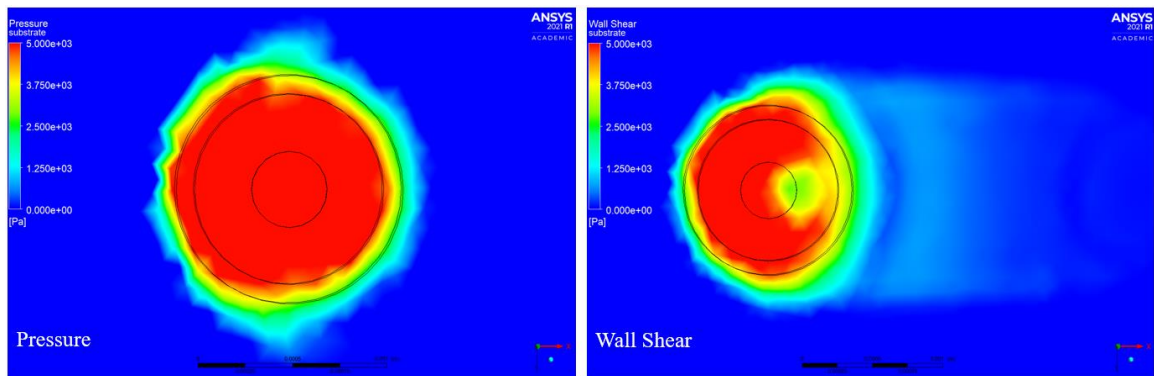 Pressure
substrate
5.000e+03
3.750e+03
2.500e+03
1.250e+03
0.000e+00
[Pa]
ANSYS
2021 R1
ACADEMIC
Pressure
Wall Shear
substrate
5.000e+03
3.750e+03
2.500e+03
1.250e+03
0.000e+00
[Pa]
ANSYS
2021 R1
ACADEMIC
Wall Shear